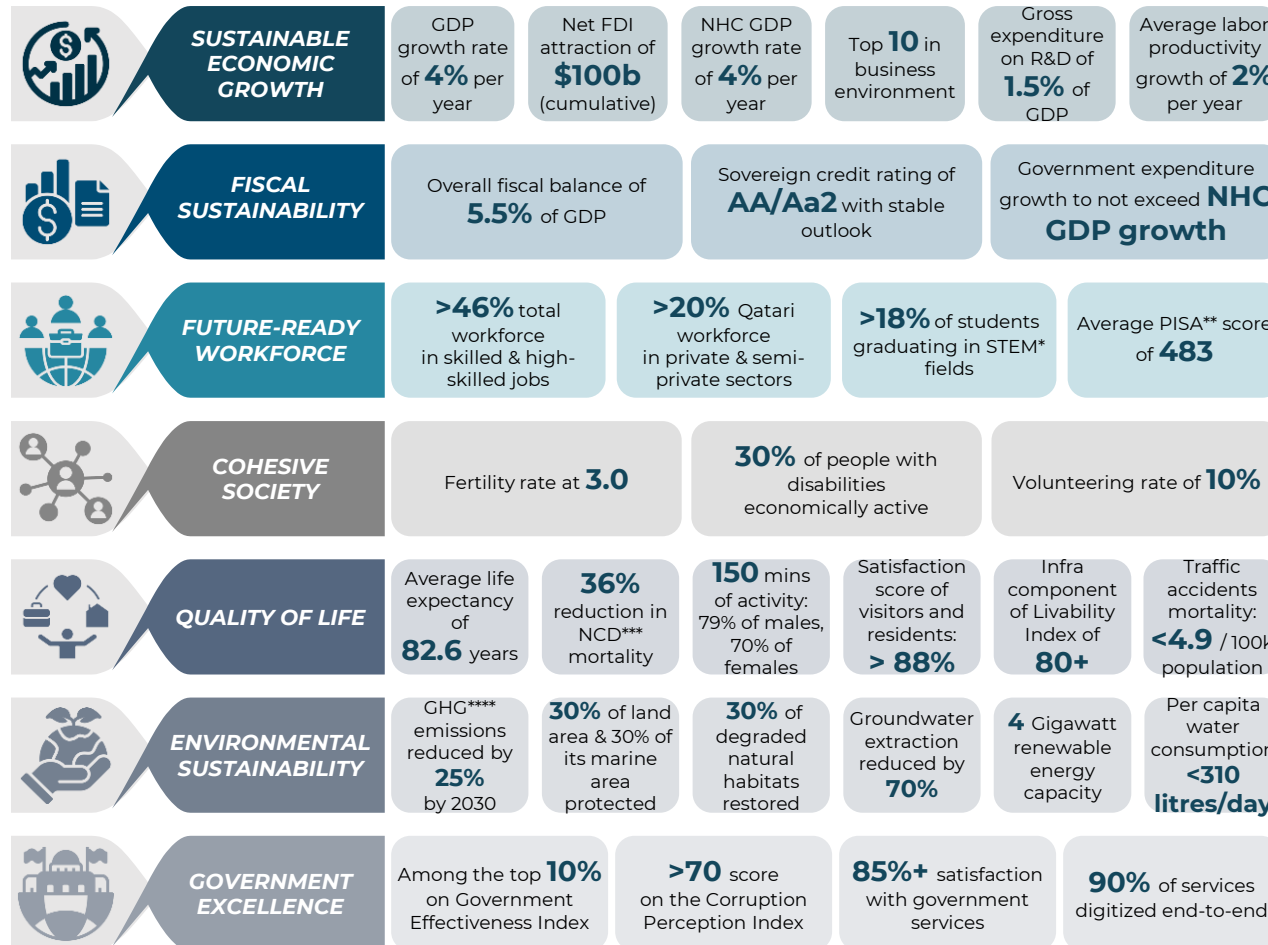 SUSTAINABLE
ECONOMIC
GROWTH
GDP
growth rate
of 4% per
year
Net FDI
attraction of
$100b
(cumulative)
NHC GDP
growth rate
of 4% per
year
Top 10 in
business
environment
Gross
expenditure
on R&D of
1.5% of
GDP
Average labor
productivity
growth of 2%
per year
FISCAL
SUSTAINABILITY
Overall fiscal balance of
5.5% of GDP
Sovereign credit rating of
AA/Aa2 with stable
outlook
Government expenditure
growth to not exceed NHC
GDP growth
FUTURE-READY
WORKFORCE
>46% total
workforce
in skilled & high-
skilled jobs
>20% Qatari
workforce
in private & semi-
private sectors
>18% of students
graduating in STEM*
fields
Average PISA** score
of 483
COHESIVE
SOCIETY
Fertility rate at 3.0
30% of people with
disabilities
economically active
Volunteering rate of 10%
QUALITY OF LIFE
Average life
expectancy
of
82.6 years
36%
reduction in
NCD***
mortality
150 mins
of activity:
79% of males,
70% of
females
Satisfaction
score of
visitors and
residents:
> 88%
Infra
component
of Livability
Index of
80+
Traffic
accidents
mortality:
<4.9 / 100k
population
ENVIRONMENTAL
SUSTAINABILITY
GHG****
emissions
reduced by
25%
by 2030
30% of land
area & 30% of
its marine
area
protected
30% of
degraded
natural
habitats
restored
Groundwater
extraction
reduced by
70%
4 Gigawatt
renewable
energy
capacity
Per capita
water
consumption
<310
litres/day
GOVERNMENT
EXCELLENCE
Among the top 10%
on Government
Effectiveness Index
>70 score
on the Corruption
Perception Index
85%+ satisfaction
with government
services
90% of services
digitized end-to-end